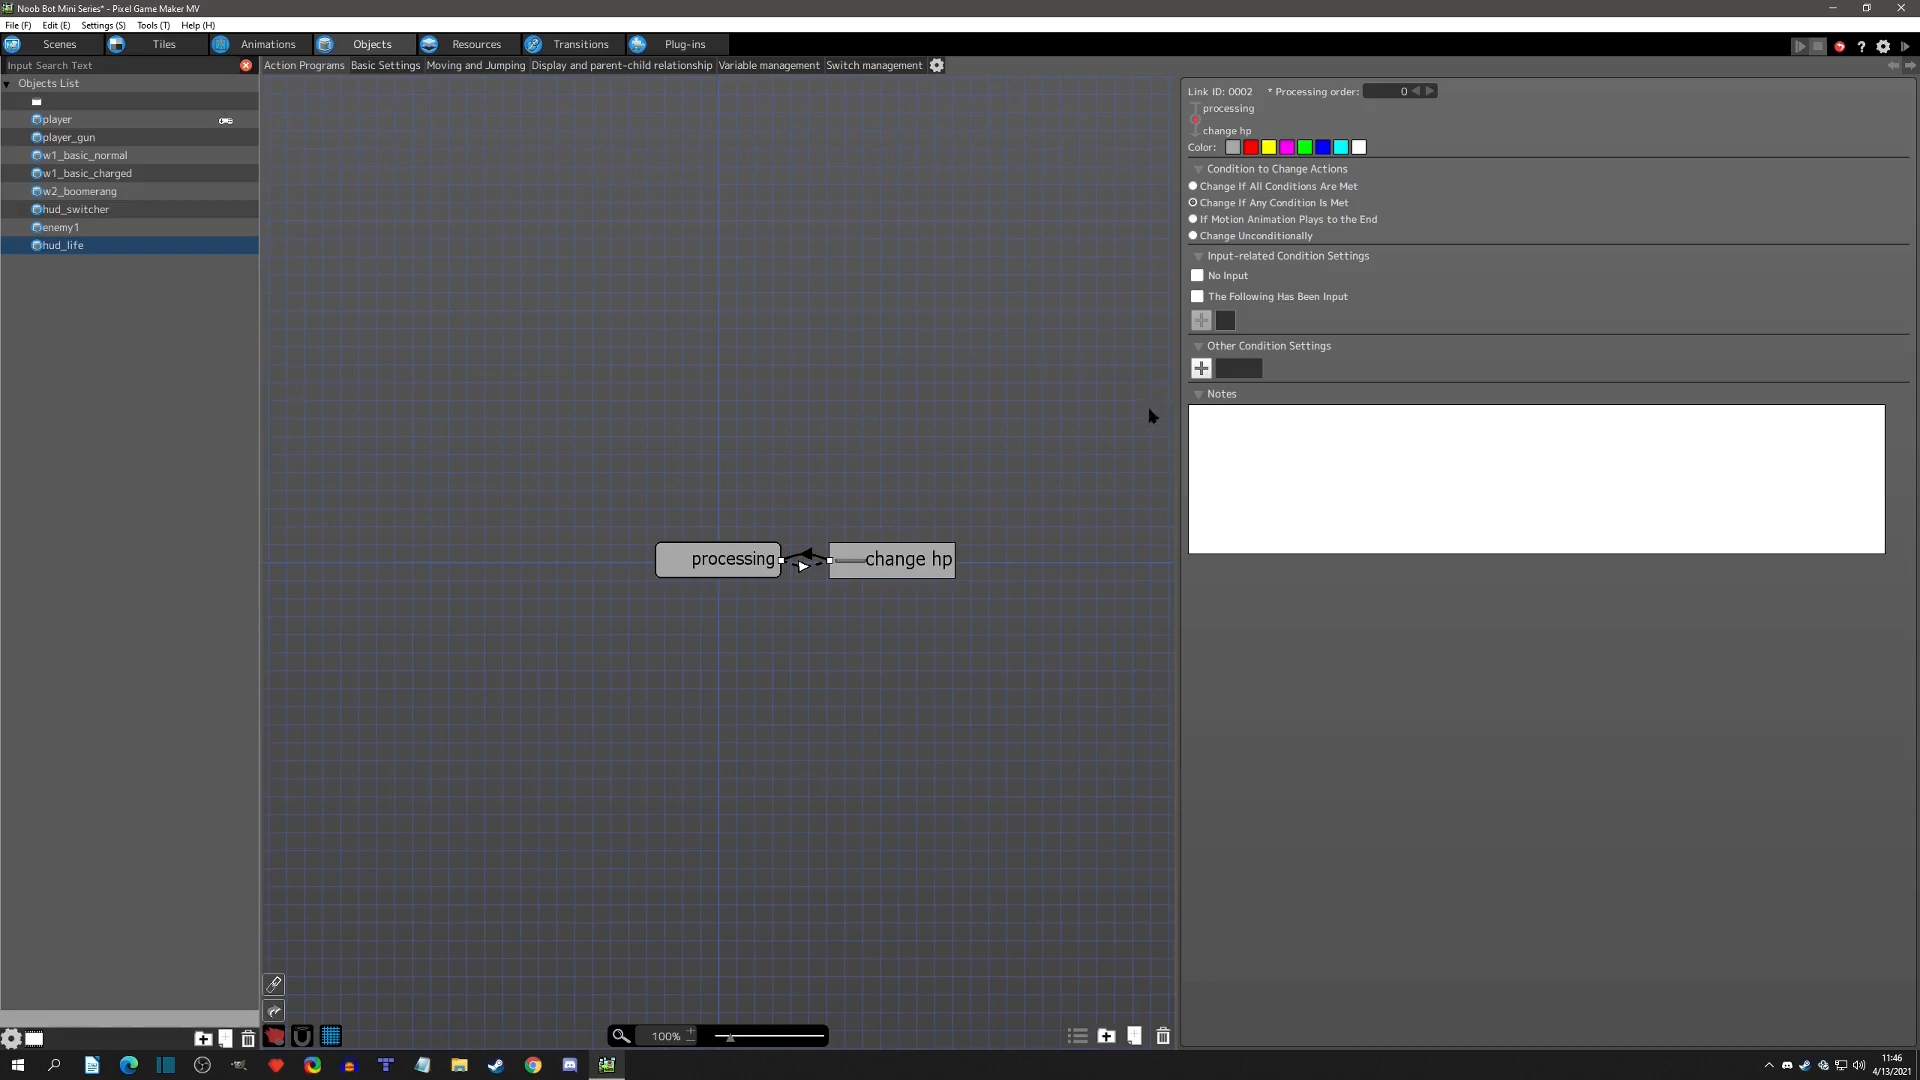 Noob Bot Mini Series* - Pixel Game Maker MV
File (F) Edit (E) Settings (S) Tools (T) Help (H)
Scenes Tiles Animations Objects Resources Transitions Plug-ins
Input Search Text
Action Programs Basic Settings Moving and Jumping Display and parent-child relationship Variable management Switch management
Objects List
player
player_gun
w1_basic_normal
w1_basic_charged
w2_boomerang
hud_switcher
enemy1
hud_life
processing
change hp
Link ID: 0002 * Processing order: 0
processing
change hp
Color:
Condition to Change Actions
Change If All Conditions Are Met
Change If Any Condition Is Met
If Motion Animation Plays to the End
Change Unconditionally
Input-related Condition Settings
No Input
The Following Has Been Input
Other Condition Settings
Notes
100%
11:46
4/13/2021